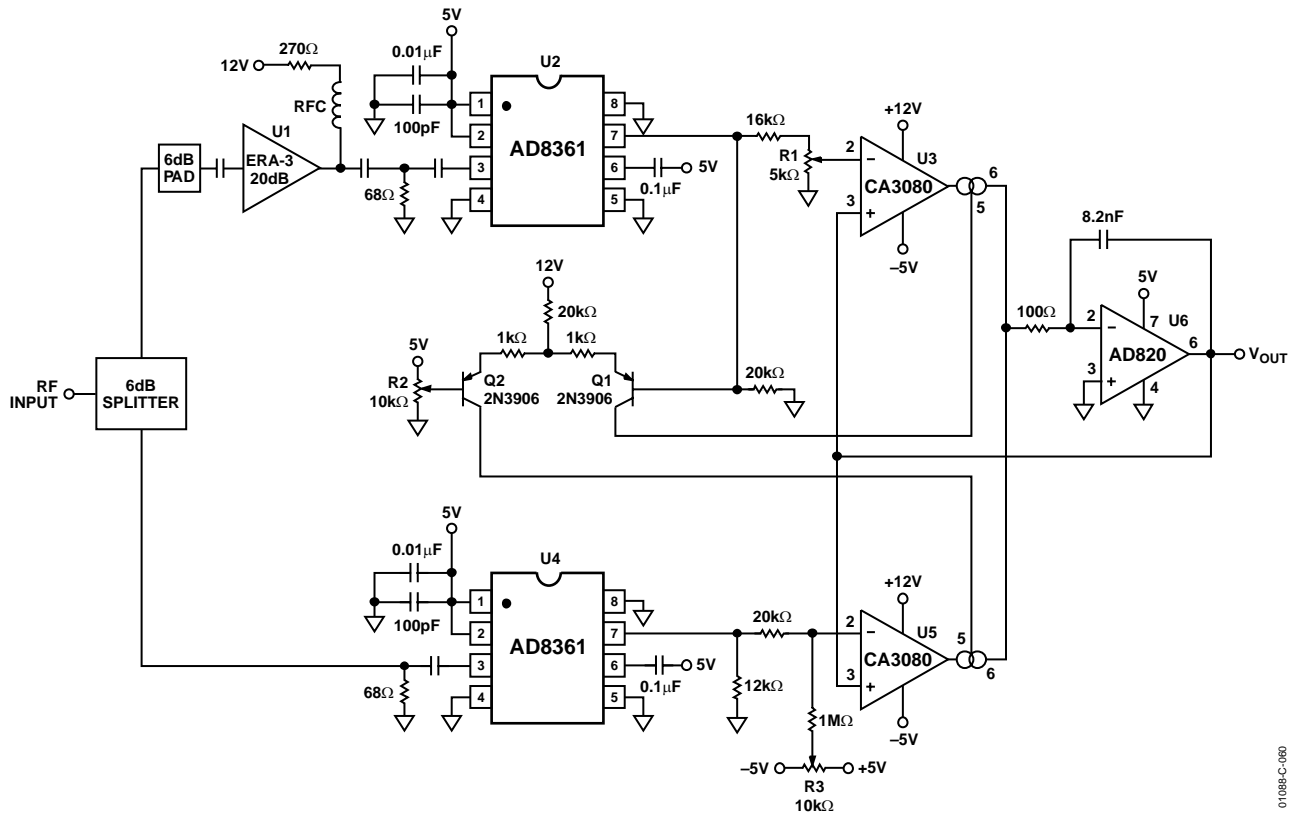 5V
270Ω
0.01μF
12V
RFC
100pF
U1
ERA-3
20dB
6dB
PAD
68Ω
U2
AD8361
1
2
3
4
8
7
6
5
0.1μF
5V
16kΩ
R1
5kΩ
+12V
2
−
U3
CA3080
3
+
−5V
6
5
12V
20kΩ
1kΩ
1kΩ
5V
R2
10kΩ
Q2
2N3906
Q1
2N3906
20kΩ
8.2nF
100Ω
5V
2
−
7
U6
AD820
6
3
+
4
VOUT
RF
INPUT
6dB
SPLITTER
5V
0.01μF
100pF
68Ω
U4
AD8361
1
2
3
4
8
7
6
5
0.1μF
5V
12kΩ
20kΩ
1MΩ
−5V
+5V
R3
10kΩ
+12V
2
−
U5
CA3080
3
+
−5V
5
6
01088-C-060